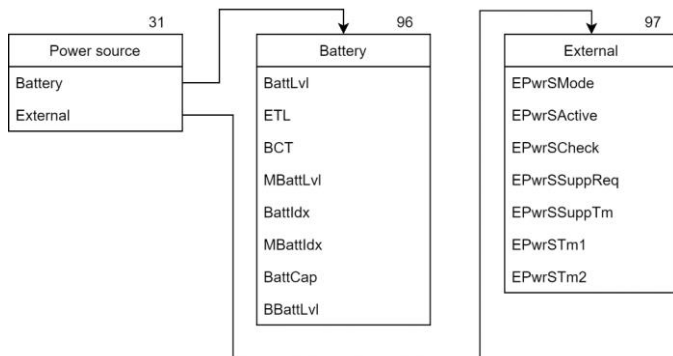 31
Power source
Battery
External
96
Battery
BattLvl
ETL
BCT
MBattLvl
BattIdx
MBattIdx
BattCap
BBattLvl
97
External
EPwrSMode
EPwrSActive
EPwrSCheck
EPwrSSuppReq
EPwrSSuppTm
EPwrSTm1
EPwrSTm2